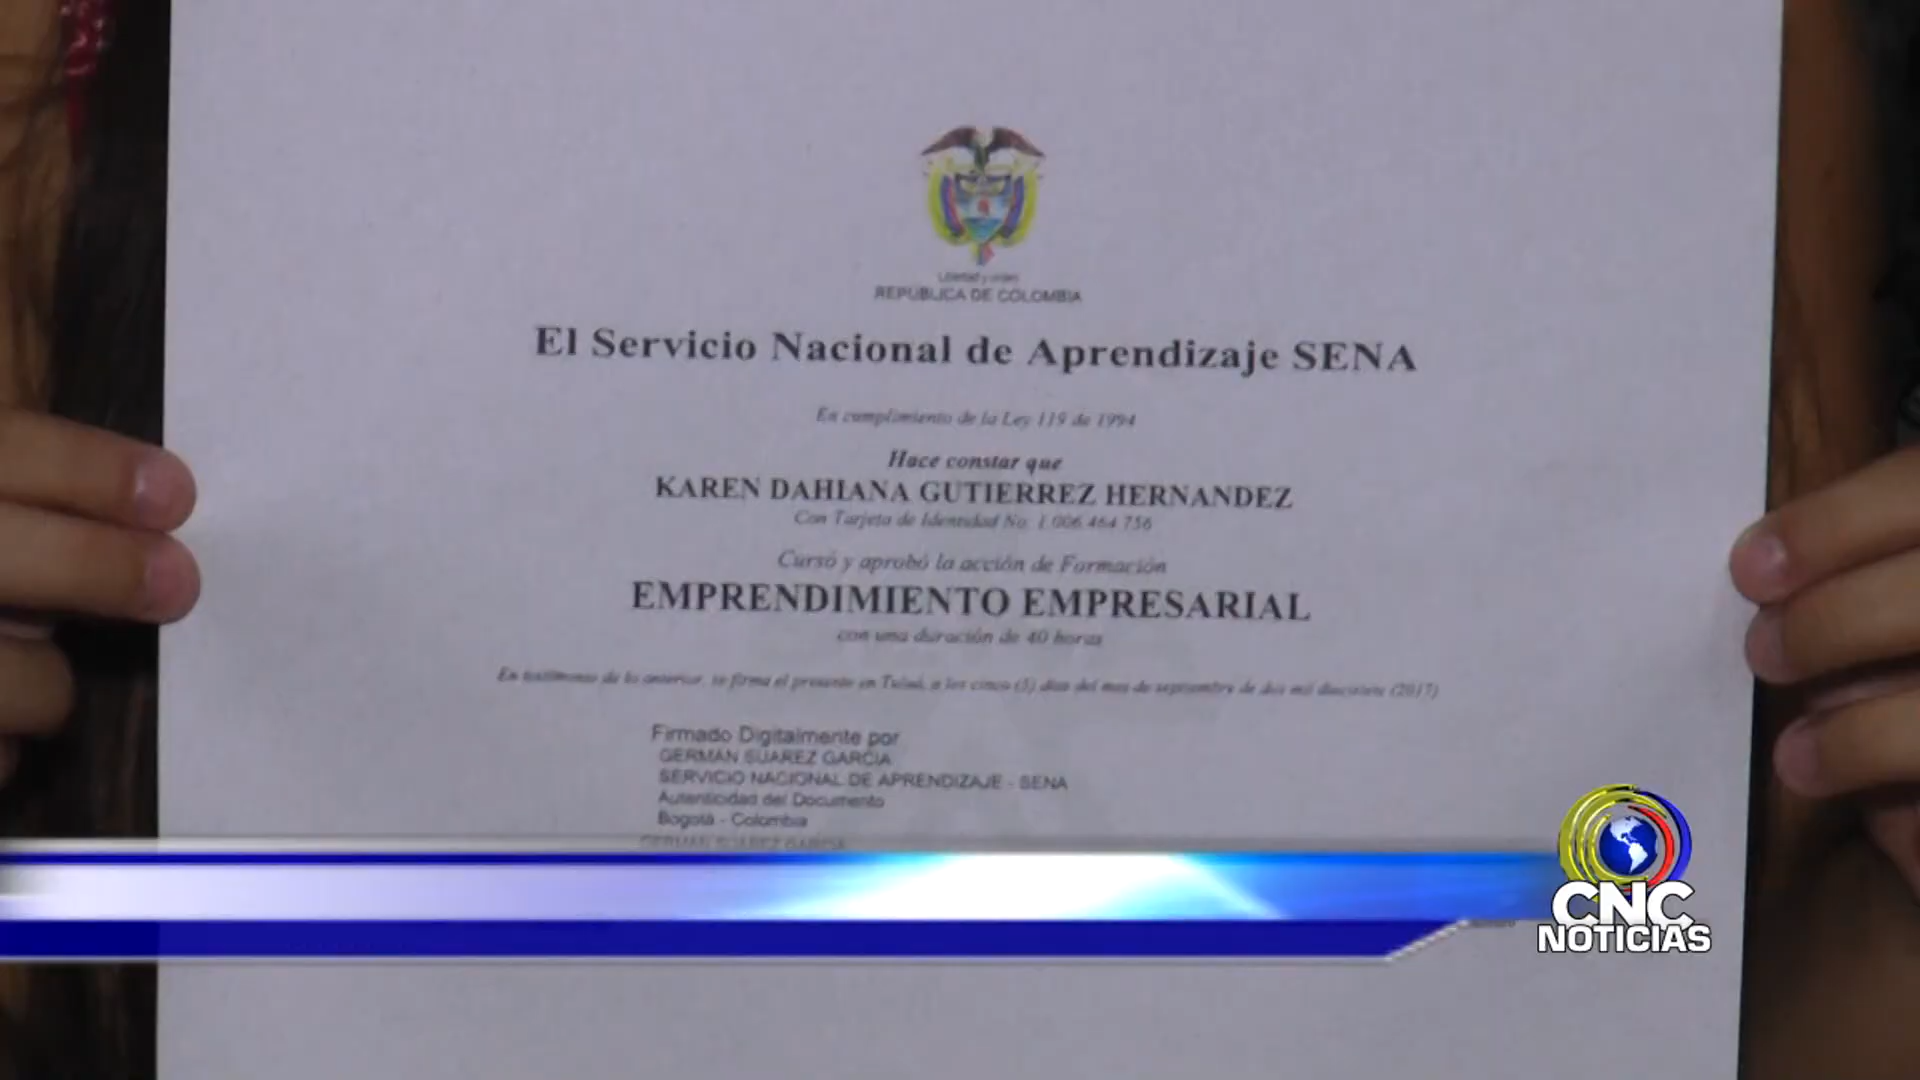 Libertad y orden
REPUBLICA DE COLOMBIA
El Servicio Nacional de Aprendizaje SENA
En cumplimiento de la Ley 119 de 1994
Hace constar que
KAREN DAHIANA GUTIERREZ HERNANDEZ
Con Tarjeta de Identidad No. 1.006.464.756
Cursó y aprobó la acción de Formación
EMPRENDIMIENTO EMPRESARIAL
con una duración de 40 horas
En testimonio de lo anterior, se firma el presente en Tuluá, a los cinco (5) días del mes de septiembre de dos mil diecisiete (2017)
Firmado Digitalmente por
GERMAN SUAREZ GARCIA
SERVICIO NACIONAL DE APRENDIZAJE - SENA
Autenticidad del Documento
Bogotá - Colombia
GERMAN SUAREZ GARCIA
CNC
NOTICIAS